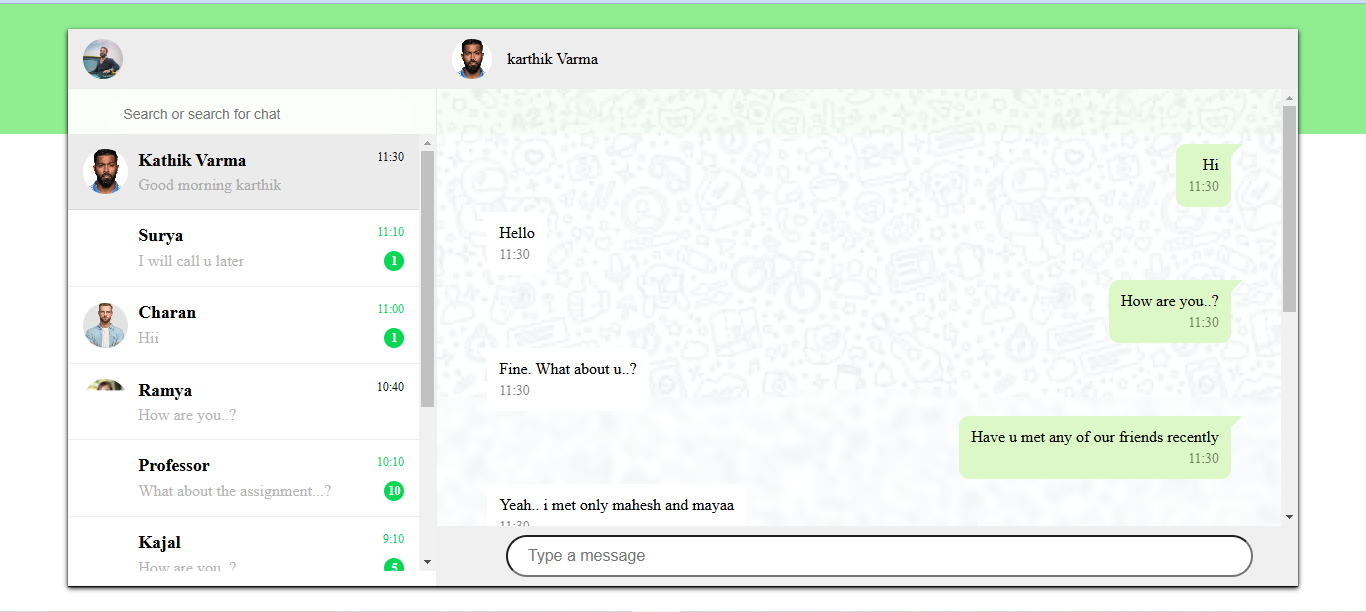 karthik Varma
Search or search for chat
Kathik Varma
11:30
Good morning karthik
Surya
11:10
I will call u later
1
Charan
11:00
Hii
1
Ramya
10:40
How are you..?
Professor
10:10
What about the assignment...?
10
Kajal
9:10
How are you..?
5
Hi
11:30
Hello
11:30
How are you..?
11:30
Fine. What about u..?
11:30
Have u met any of our friends recently
11:30
Yeah.. i met only mahesh and mayaa
11:30
Type a message